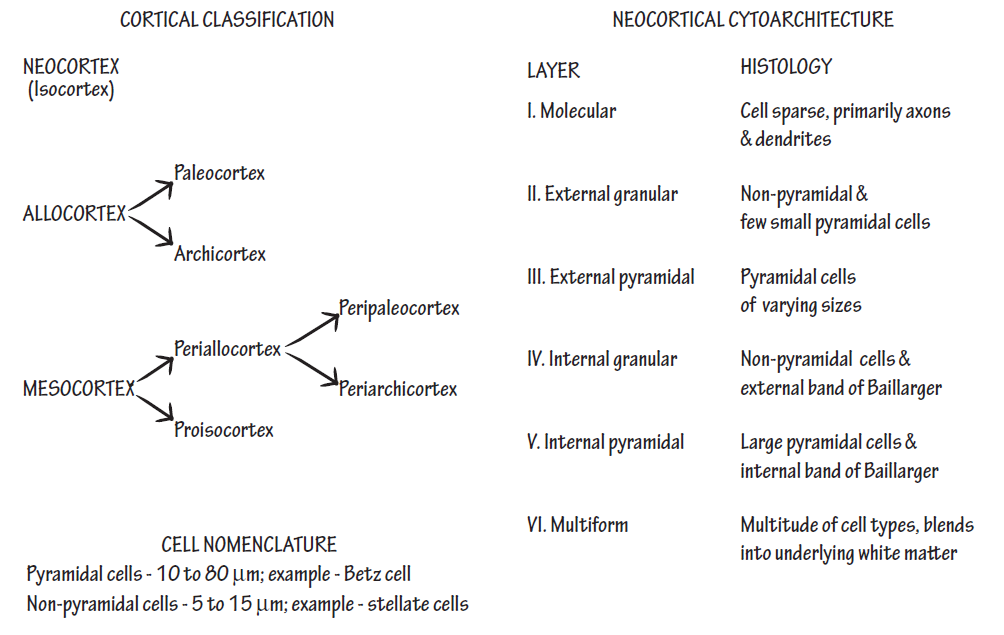 CORTICAL CLASSIFICATION
NEOCORTEX
(Isocortex)
Paleocortex
ALLOCORTEX
Archicortex
Peripaleocortex
Periallocortex
MESOCORTEX
Periarchicortex
Proisocortex
CELL NOMENCLATURE
Pyramidal cells - 10 to 80 μm; example - Betz cell
Non-pyramidal cells - 5 to 15 μm; example - stellate cells
NEOCORTICAL CYTOARCHITECTURE
LAYER
HISTOLOGY
I. Molecular
Cell sparse, primarily axons
& dendrites
II. External granular
Non-pyramidal &
few small pyramidal cells
III. External pyramidal
Pyramidal cells
of varying sizes
IV. Internal granular
Non-pyramidal cells &
external band of Baillarger
V. Internal pyramidal
Large pyramidal cells &
internal band of Baillarger
VI. Multiform
Multitude of cell types, blends
into underlying white matter